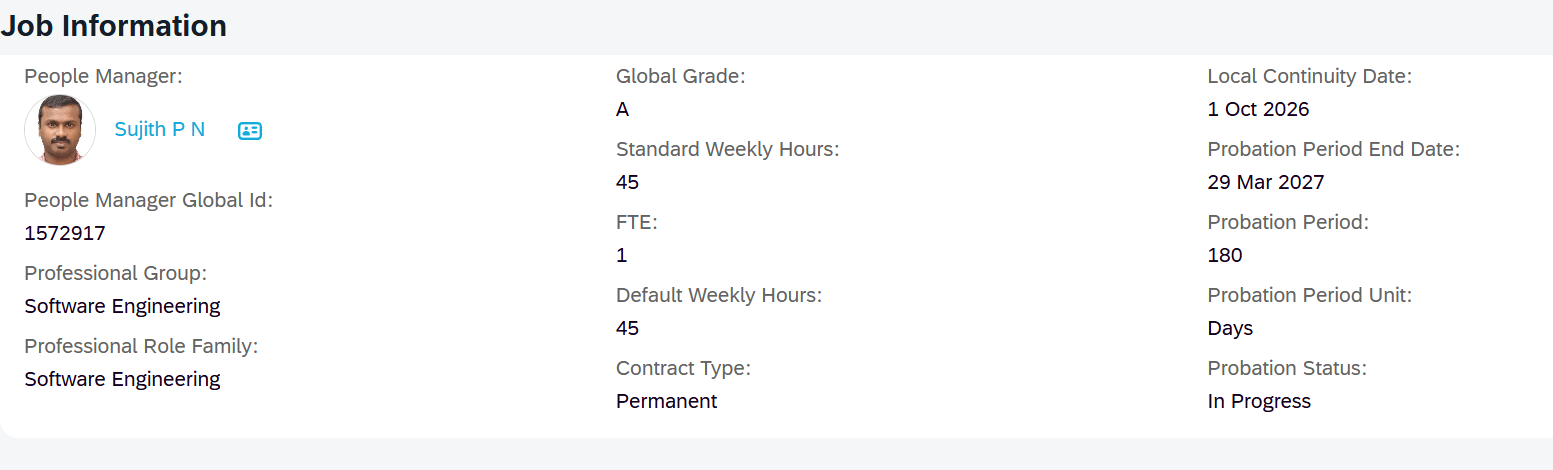 Job Information
People Manager:
Sujith P N
People Manager Global Id:
1572917
Professional Group:
Software Engineering
Professional Role Family:
Software Engineering
Global Grade:
A
Standard Weekly Hours:
45
FTE:
1
Default Weekly Hours:
45
Contract Type:
Permanent
Local Continuity Date:
1 Oct 2026
Probation Period End Date:
29 Mar 2027
Probation Period:
180
Probation Period Unit:
Days
Probation Status:
In Progress